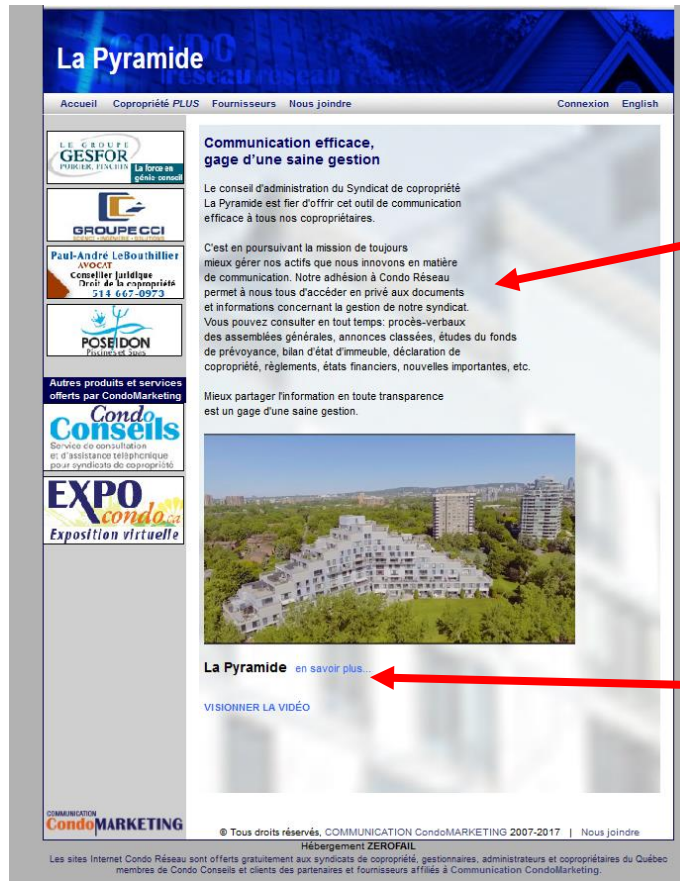 La Pyramide
Accueil Copropriété PLUS Fournisseurs Nous joindre Connexion English
LE GROUPE
GESFOR
POIRIER, PINCHIN
La force en
génie conseil
GROUPE CCI
SCIENCE • INGÉNIERIE • SOLUTIONS
Paul-André LeBouthillier
AVOCAT
Conseiller juridique
Droit de la copropriété
514 667-0973
POSEIDON
Piscines et Spas
Autres produits et services
offerts par CondoMarketing
Condo
Conseils
Service de consultation
et d'assistance téléphonique
pour syndicats de copropriété
EXPO
condo.ca
Exposition virtuelle
Communication efficace,
gage d'une saine gestion
Le conseil d'administration du Syndicat de copropriété
La Pyramide est fier d'offrir cet outil de communication
efficace à tous nos copropriétaires.
C'est en poursuivant la mission de toujours
mieux gérer nos actifs que nous innovons en matière
de communication. Notre adhésion à Condo Réseau
permet à nous tous d'accéder en privé aux documents
et informations concernant la gestion de notre syndicat.
Vous pouvez consulter en tout temps: procès-verbaux
des assemblées générales, annonces classées, études du fonds
de prévoyance, bilan d'état d'immeuble, déclaration de
copropriété, règlements, états financiers, nouvelles importantes, etc.
Mieux partager l'information en toute transparence
est un gage d'une saine gestion.
La Pyramide en savoir plus...
VISIONNER LA VIDÉO
COMMUNICATION
CondoMARKETING
® Tous droits réservés, COMMUNICATION CondoMARKETING 2007-2017 | Nous joindre
Hébergement ZEROFAIL
Les sites Internet Condo Réseau sont offerts gratuitement aux syndicats de copropriété, gestionnaires, administrateurs et copropriétaires du Québec
membres de Condo Conseils et clients des partenaires et fournisseurs affiliés à Communication CondoMarketing.